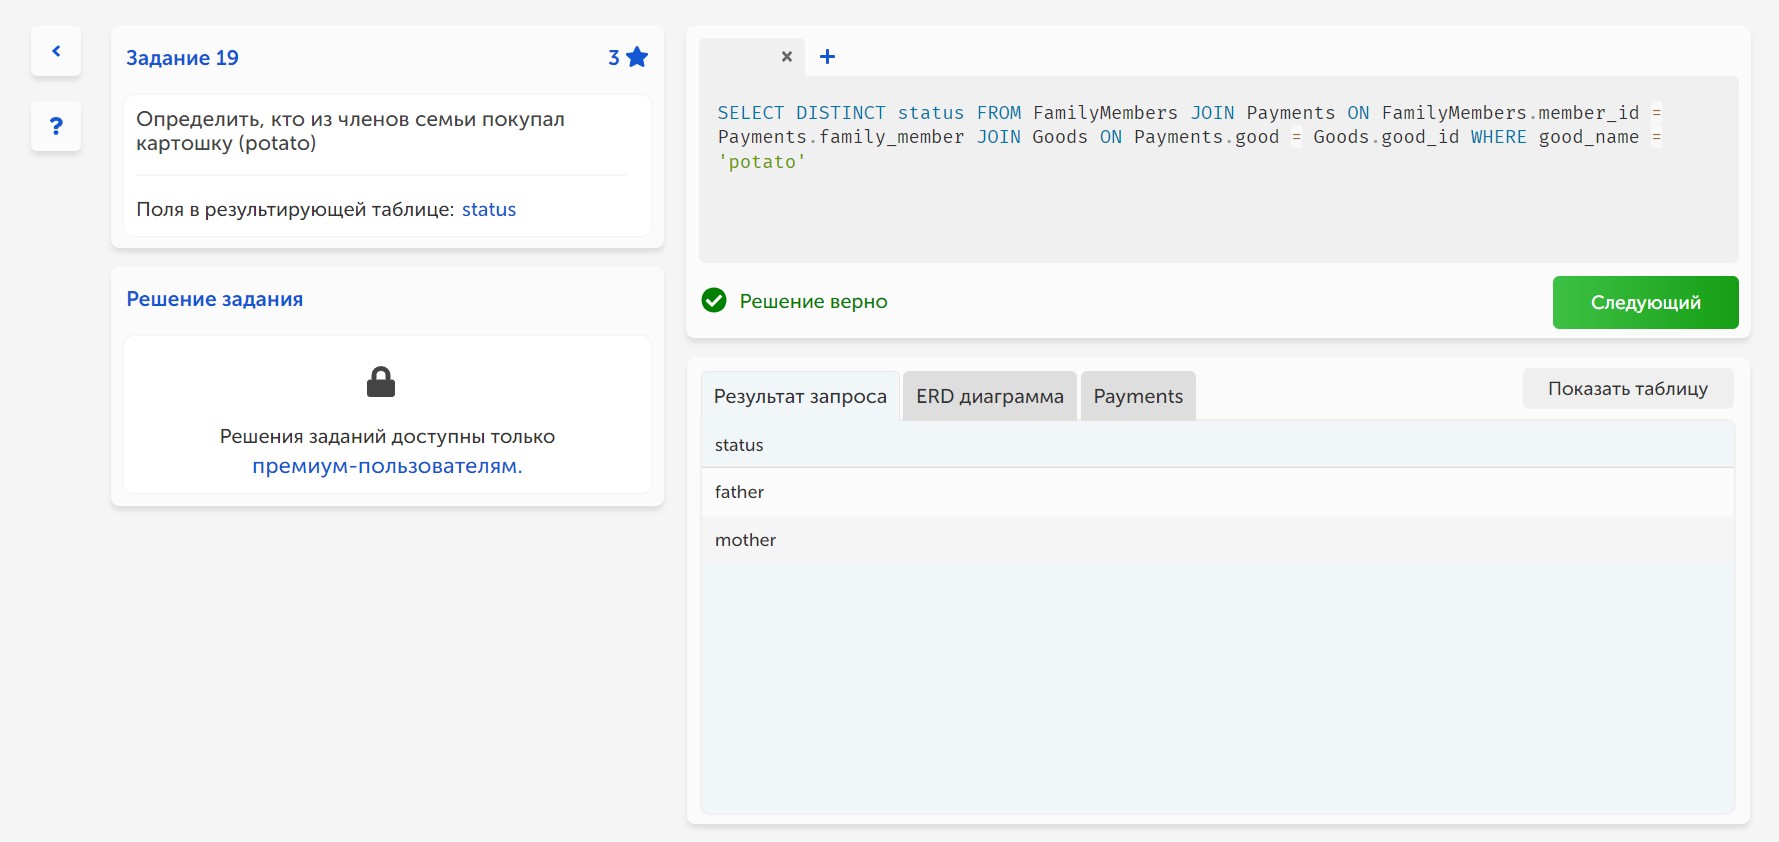 Задание 19
3
?
Определить, кто из членов семьи покупал
картошку (potato)
Поля в результирующей таблице: status
Решение задания
Решения заданий доступны только
премиум-пользователям.
SELECT DISTINCT status FROM FamilyMembers JOIN Payments ON FamilyMembers.member_id =
Payments.family_member JOIN Goods ON Payments.good = Goods.good_id WHERE good_name =
'potato'
Решение верно
Следующий
Результат запроса
ERD диаграмма
Payments
Показать таблицу
status
father
mother